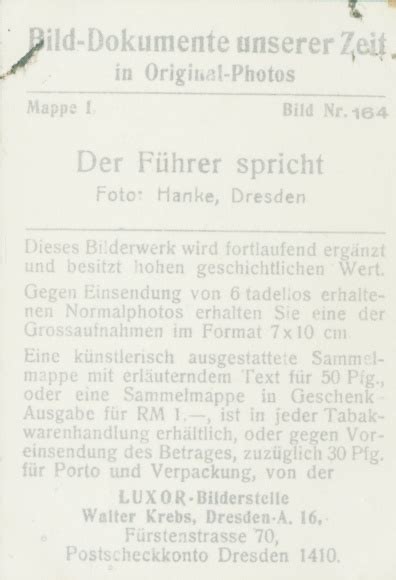 Bild-Dokumente unserer Zeit
in Original-Photos
Mappe I. Bild Nr. 164
Der Führer spricht
Foto: Hanke, Dresden
Dieses Bilderwerk wird fortlaufend ergänzt
und besitzt hohen geschichtlichen Wert.
Gegen Einsendung von 6 tadellos erhalte-
nen Normalphotos erhalten Sie eine der
Grossaufnahmen im Format 7x10 cm
Eine künstlerisch ausgestattete Sammel-
mappe mit erläuterndem Text für 50 Pfg.,
oder eine Sammelmappe in Geschenk-
Ausgabe für RM 1.—, ist in jeder Tabak-
warenhandlung erhältlich, oder gegen Vor-
einsendung des Betrages, zuzüglich 30 Pfg.
für Porto und Verpackung, von der
LUXOR-Bilderstelle
Walter Krebs, Dresden-A. 16,
Fürstenstrasse 70,
Postscheckkonto Dresden 1410.